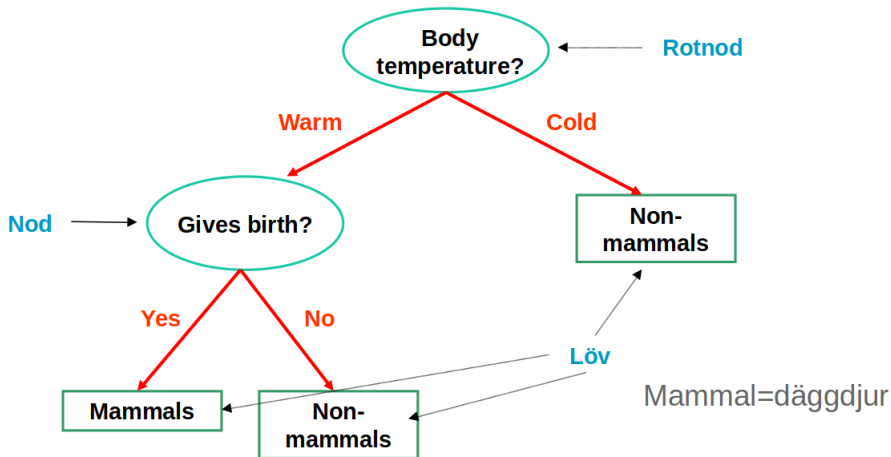 Body
temperature?
Rotnod
Warm
Cold
Nod
Gives birth?
Non-
mammals
Yes
No
Löv
Mammal=däggdjur
Mammals
Non-
mammals